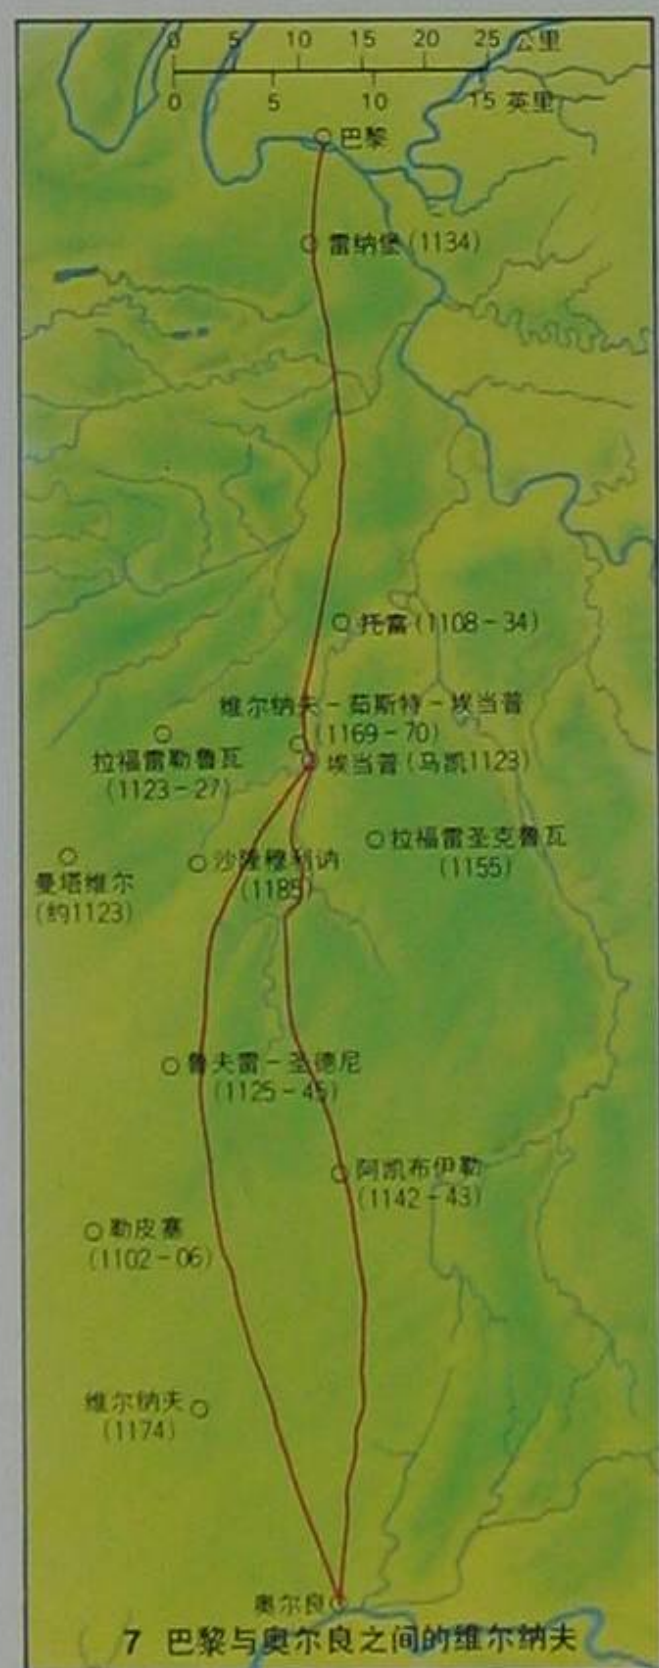 0 5 10 15 20 25 公里
0 5 10 15 英里
巴黎
雷纳堡(1134)
托富(1108-34)
维尔纳夫-茹斯特-埃当普
(1169-70)
拉福雷勒鲁瓦
(1123-27)
埃当普(马凯1123)
拉福雷圣克鲁瓦
(1155)
曼塔维尔
(约1123)
沙隆穆利讷
(1185)
鲁夫雷-圣德尼
(1125-45)
阿凯布伊勒
(1142-43)
勒皮塞
(1102-06)
维尔纳夫
(1174)
奥尔良
7 巴黎与奥尔良之间的维尔纳夫